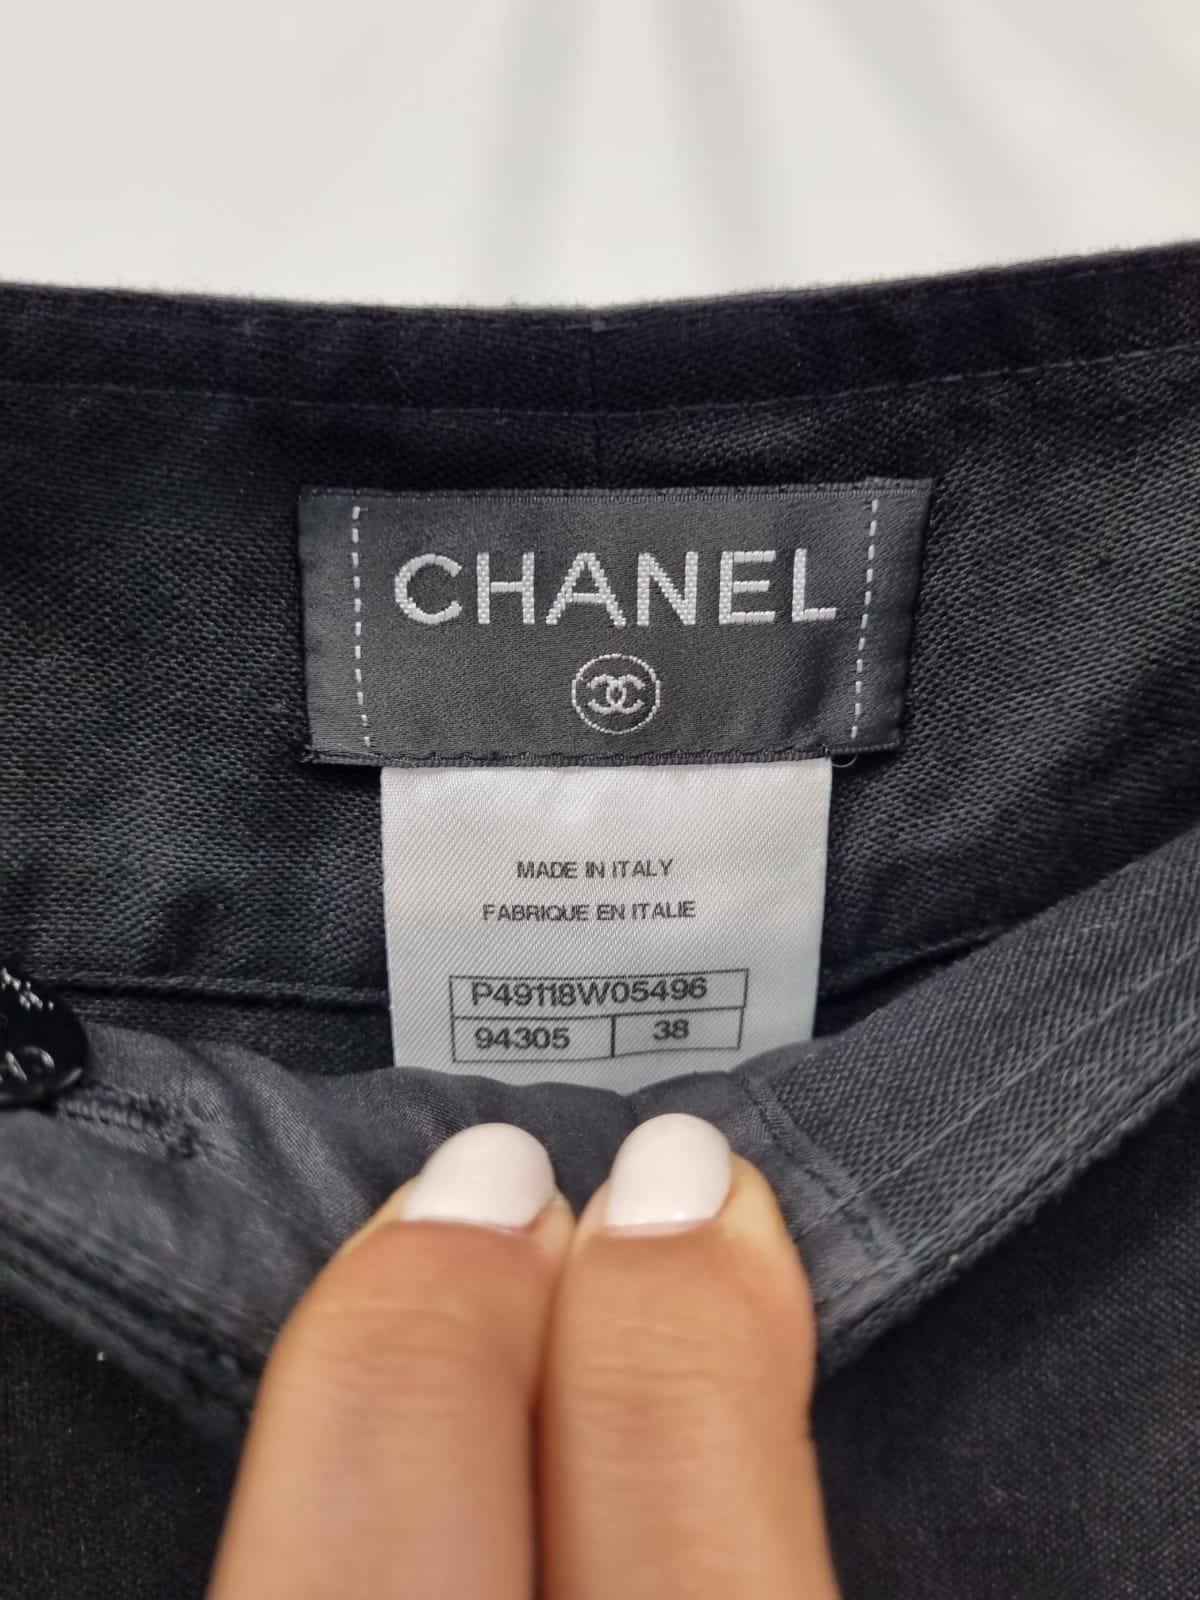 CHANEL
MADE IN ITALY
FABRIQUE EN ITALIE
P49118W05496
94305 38